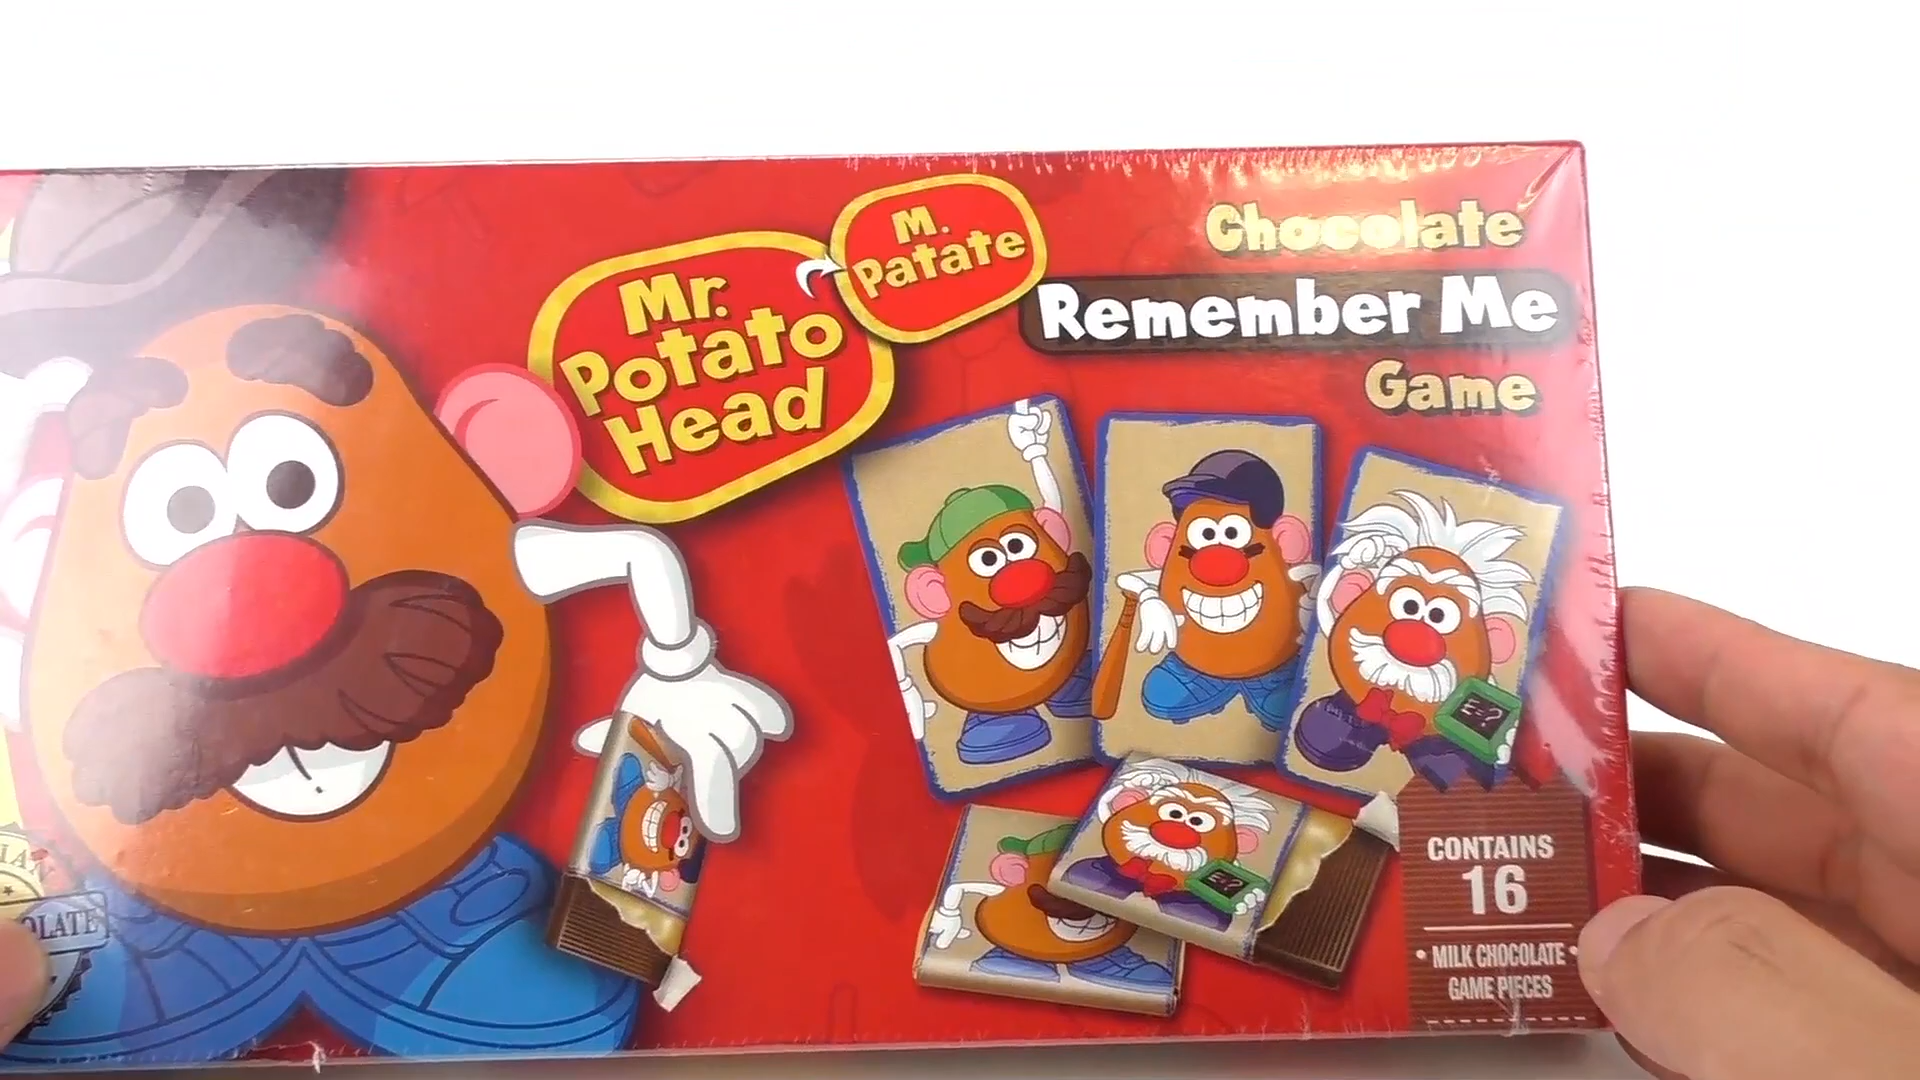 Mr.
Potato
Head
M.
Patate
Chocolate
Remember Me
Game
E=?
E=?
CONTAINS
16
• MILK CHOCOLATE •
GAME PIECES